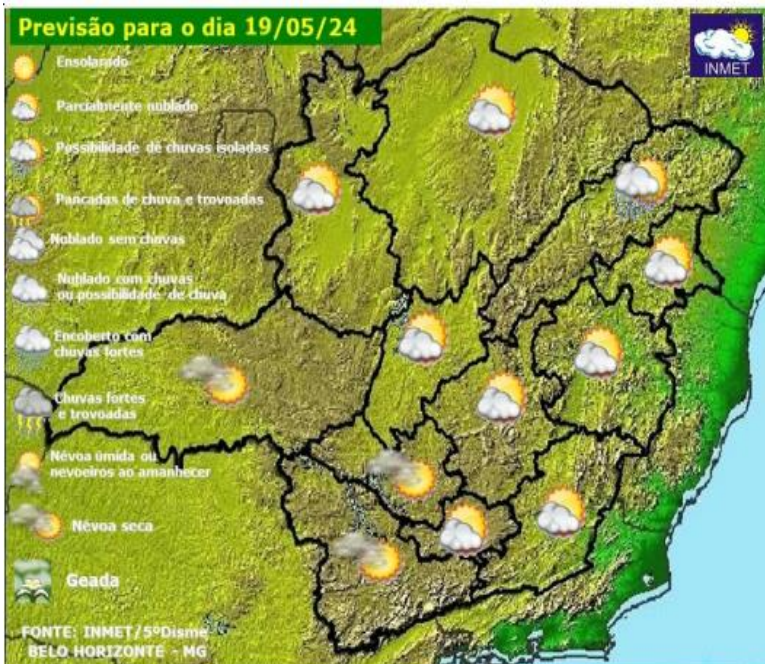 Previsão para o dia 19/05/24
INMET
Ensolarado
Parcialmente nublado
Possibilidade de chuvas isoladas
Pancadas de chuva e trovoadas
Noblado sem chuvas
Nublado com chuvas
ou possibilidade de chuva
Encoberto com
chuvas fortes
Chuvas fortes
e trovoadas
Névoa úmida ou
nevoeiros ao amanhecer
Névoa seca
Geada
FONTE: INMET/5ºDisme
BELO HORIZONTE - MG